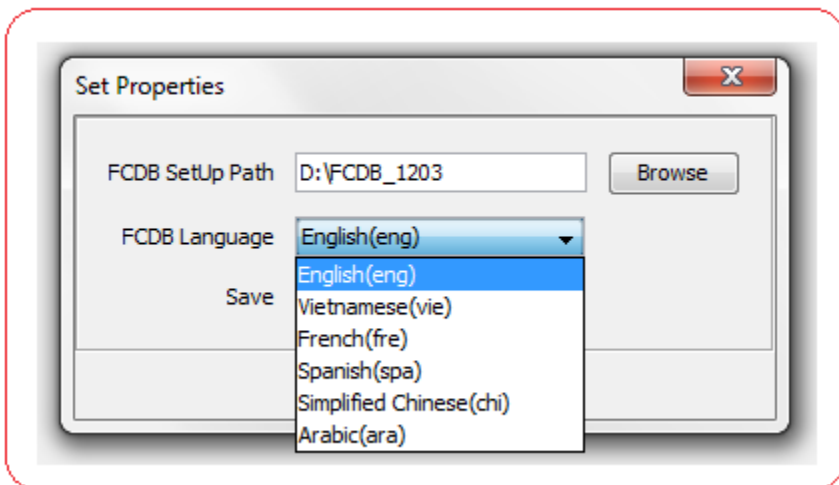 Set Properties
FCDB SetUp Path D:\FCDB_1203 Browse
FCDB Language English(eng)
English(eng)
Save
Vietnamese(vie)
French(fre)
Spanish(spa)
Simplified Chinese(chi)
Arabic(ara)